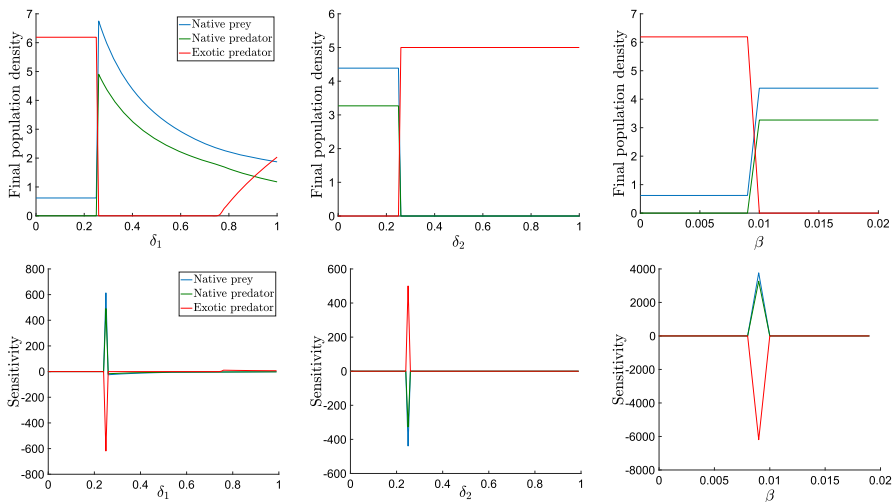 Final population density
7
6
5
4
3
2
1
0
0 0.2 0.4 0.6 0.8 1
δ₁
Native prey
Native predator
Exotic predator
Final population density
6
5
4
3
2
1
0
0 0.2 0.4 0.6 0.8 1
δ₂
Final population density
7
6
5
4
3
2
1
0
0 0.005 0.01 0.015 0.02
β
Sensitivity
800
600
400
200
0
-200
-400
-600
-800
0 0.2 0.4 0.6 0.8 1
δ₁
Native prey
Native predator
Exotic predator
Sensitivity
600
400
200
0
-200
-400
-600
0 0.2 0.4 0.6 0.8 1
δ₂
Sensitivity
4000
2000
0
-2000
-4000
-6000
-8000
0 0.005 0.01 0.015 0.02
β